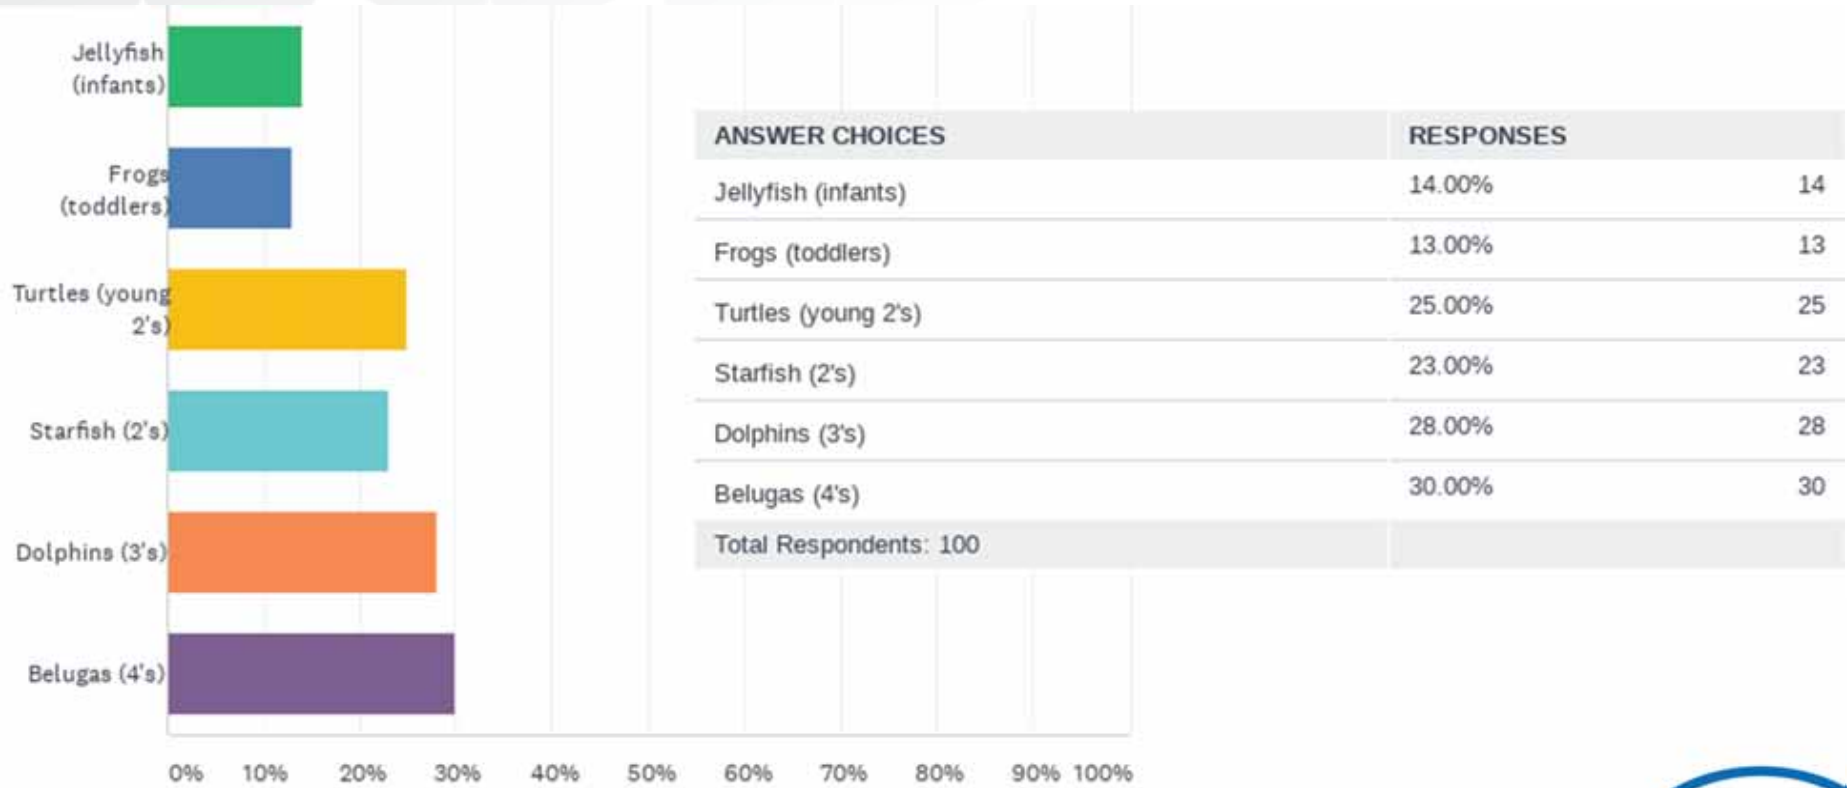 Jellyfish
(infants)
Frogs
(toddlers)
Turtles (young
2's)
Starfish (2's)
Dolphins (3's)
Belugas (4's)
0% 10% 20% 30% 40% 50% 60% 70% 80% 90% 100%
ANSWER CHOICES RESPONSES
Jellyfish (infants) 14.00% 14
Frogs (toddlers) 13.00% 13
Turtles (young 2's) 25.00% 25
Starfish (2's) 23.00% 23
Dolphins (3's) 28.00% 28
Belugas (4's) 30.00% 30
Total Respondents: 100